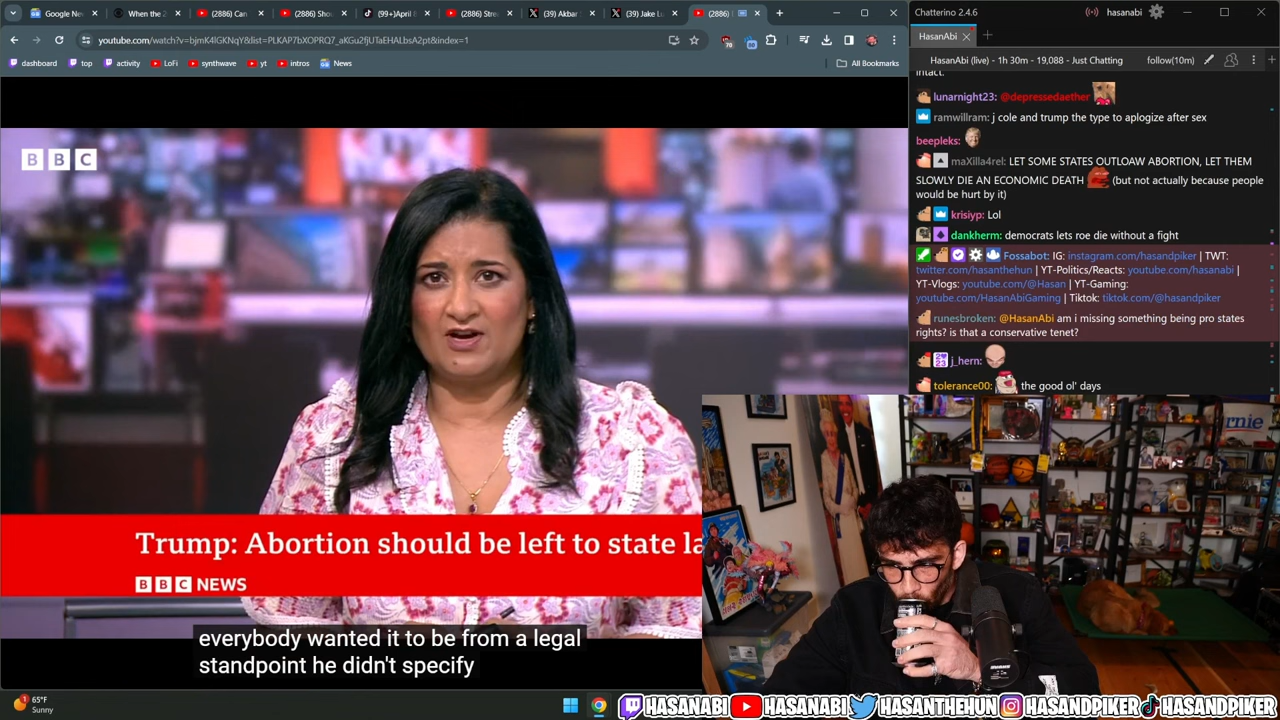 Google Ne
When the 2
(2886) Can
(2886) Shou
(99+)April 8
(2886) Stre
(39) Akbar
(39) Jake Lu
(2886)
youtube.com/watch?v=bjmK4lGKNqY&list=PLKAP7bXOPRQ7_aKGu2fjUTaEHALbsA2pt&index=1
dashboard
top
activity
LoFi
synthwave
yt
intros
News
All Bookmarks
BBC
Trump: Abortion should be left to state la
BBC NEWS
everybody wanted it to be from a legal
standpoint he didn't specify
65°F
Sunny
Chatterino 2.4.6
hasanabi
HasanAbi
HasanAbi (live) - 1h 30m - 19,088 - Just Chatting
follow(10m)
intact.
lunarnight23: @depressedaether
ramwillram: j cole and trump the type to aplogize after sex
beepleks:
maXilla4rel: LET SOME STATES OUTLOAW ABORTION, LET THEM
SLOWLY DIE AN ECONOMIC DEATH (but not actually because people
would be hurt by it)
krisiyp: Lol
dankherm: democrats lets roe die without a fight
Fossabot: IG: instagram.com/hasandpiker | TWT:
twitter.com/hasanthehun | YT-Politics/Reacts: youtube.com/hasanabi |
YT-Vlogs: youtube.com/@Hasan | YT-Gaming:
youtube.com/HasanAbiGaming | Tiktok: tiktok.com/@hasandpiker
runesbroken: @HasanAbi am i missing something being pro states
rights? is that a conservative tenet?
j_hern:
tolerance00: the good ol' days
ernie
HASANABI
HASANABI
HASANTHEHUN
HASANDPIKER
HASANDPIKER